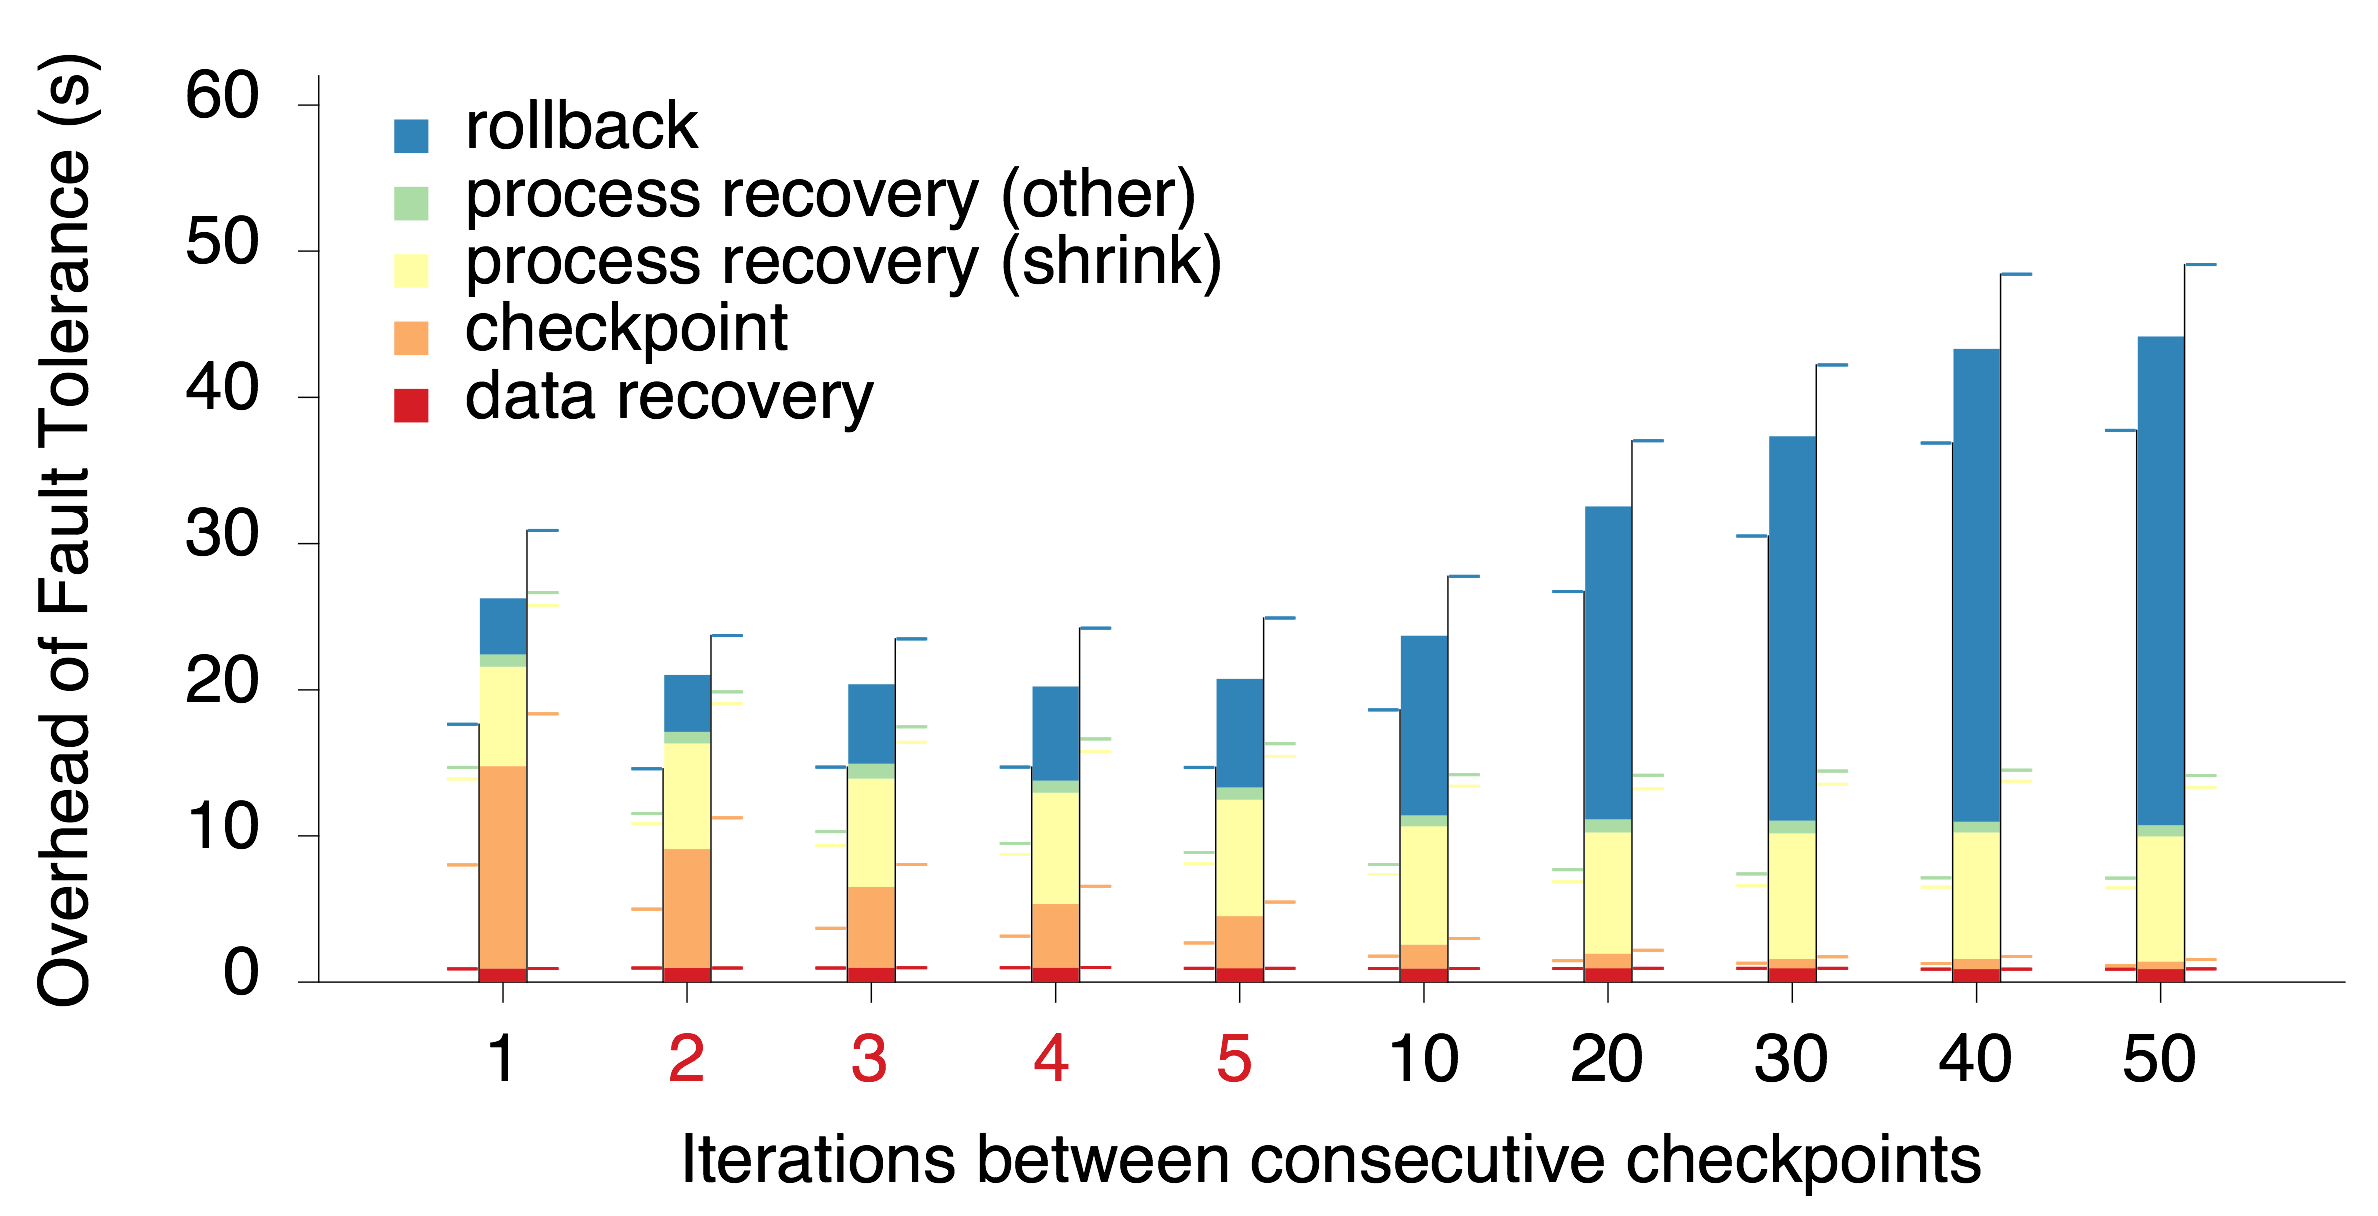 Overhead of Fault Tolerance (s)
60
50
40
30
20
10
0
rollback
process recovery (other)
process recovery (shrink)
checkpoint
data recovery
1 2 3 4 5 10 20 30 40 50
Iterations between consecutive checkpoints